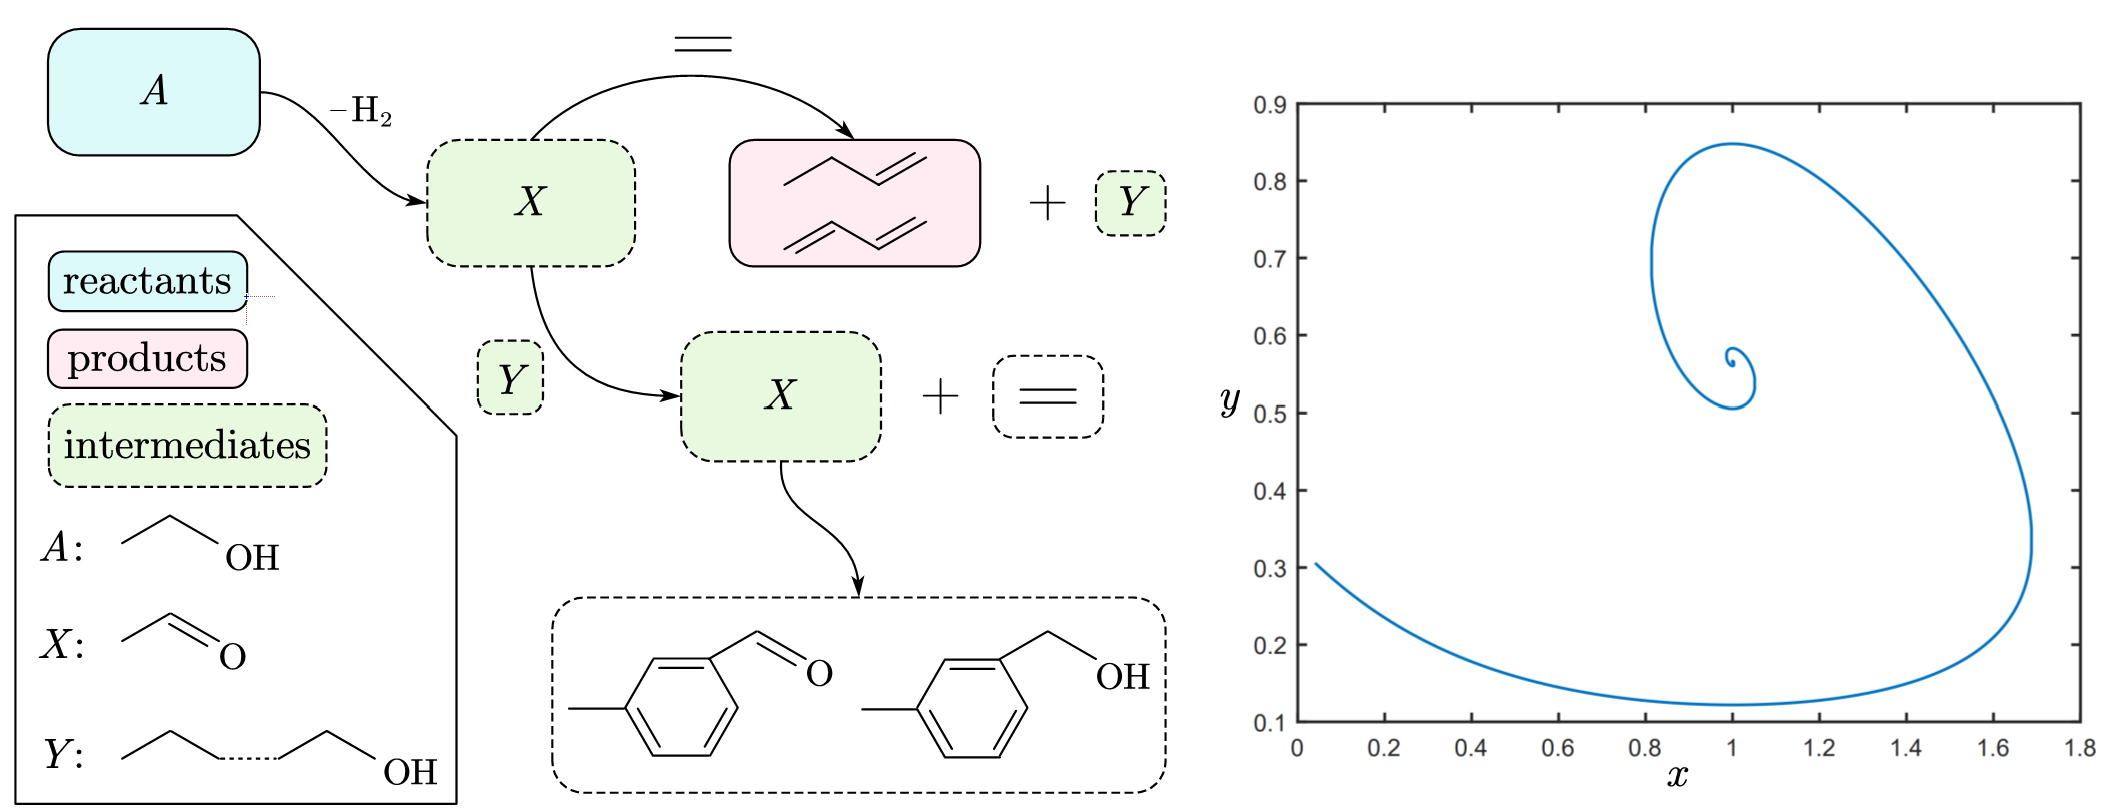 A
–H₂
X
+
Y
reactants
products
intermediates
A:
OH
X:
O
Y:
OH
Y
X
+
O
OH
0.9
0.8
0.7
0.6
0.5
0.4
0.3
0.2
0.1
y
0 0.2 0.4 0.6 0.8 1 1.2 1.4 1.6 1.8
x